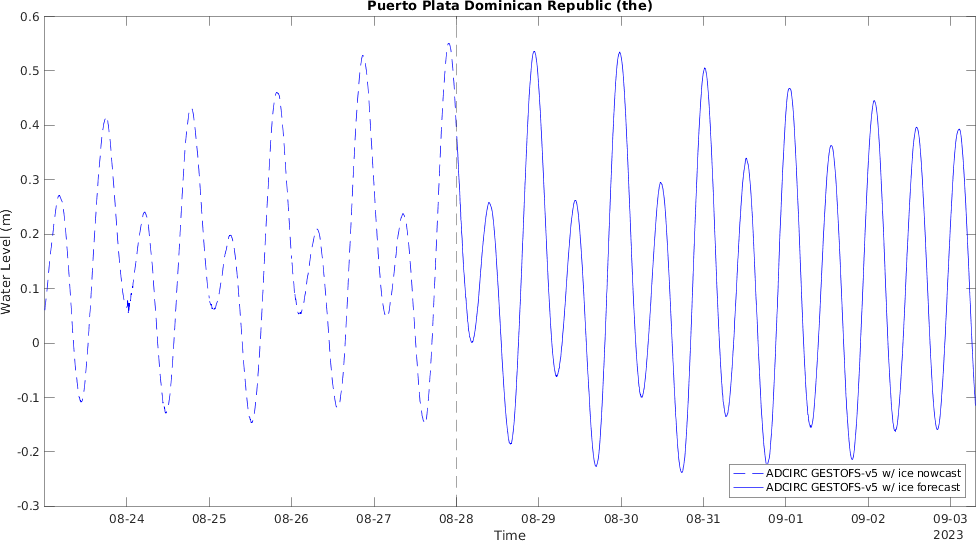 Puerto Plata Dominican Republic (the)
0.6
0.5
0.4
0.3
0.2
0.1
0
-0.1
-0.2
-0.3
Water Level (m)
ADCIRC GESTOFS-v5 w/ ice nowcast
ADCIRC GESTOFS-v5 w/ ice forecast
08-24 08-25 08-26 08-27 08-28 08-29 08-30 08-31 09-01 09-02 09-03
2023
Time